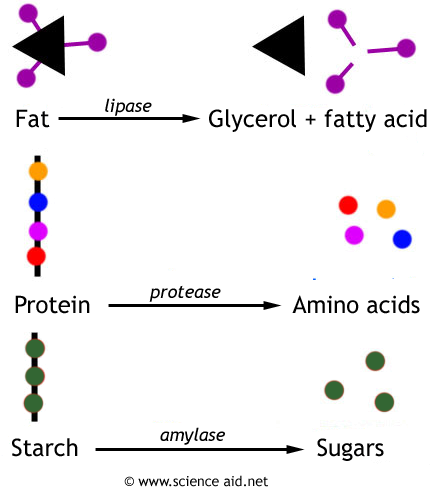 lipase
Fat Glycerol + fatty acid
protease
Protein Amino acids
amylase
Starch Sugars
© www.science aid.net